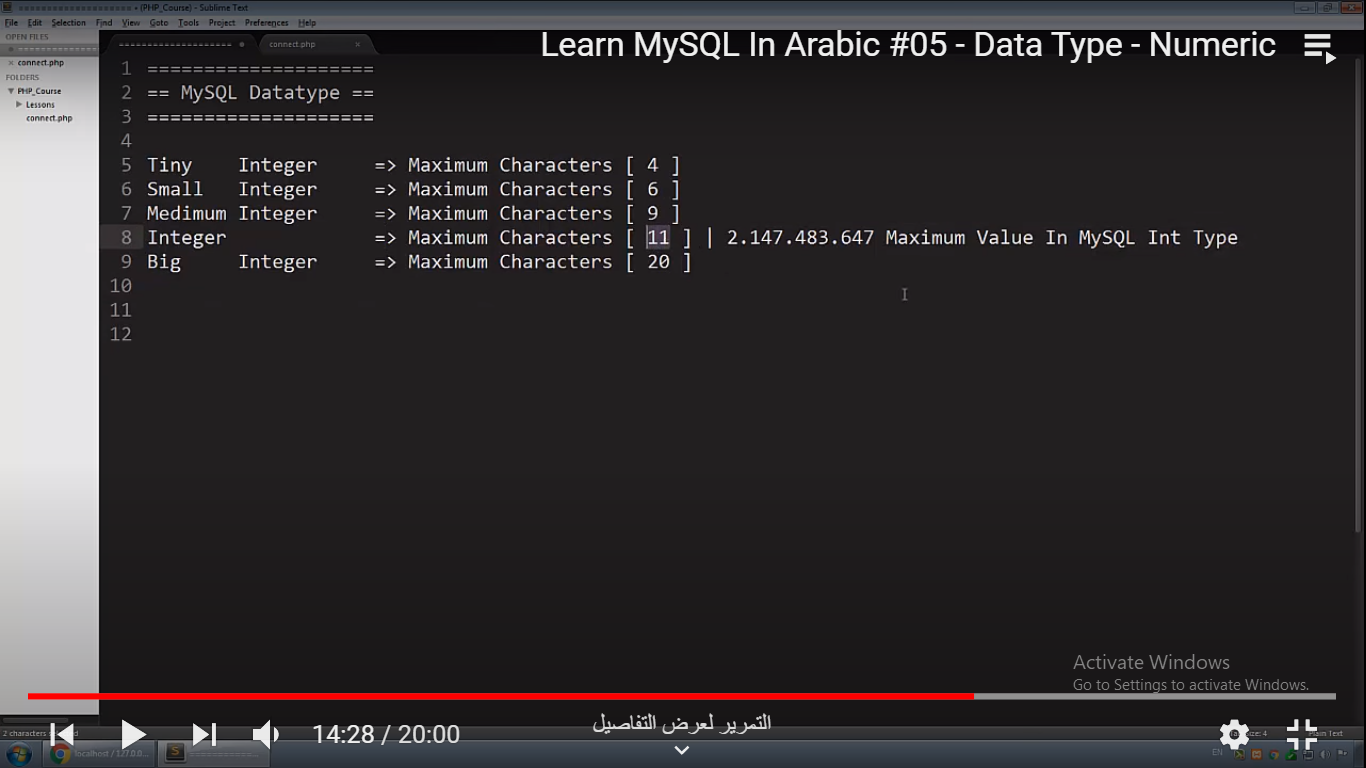 ==================== • (PHP_Course) - Sublime Text
File Edit Selection Find View Goto Tools Project Preferences Help
OPEN FILES
====================
connect.php
FOLDERS
PHP_Course
Lessons
connect.php
==================== connect.php
Learn MySQL In Arabic #05 - Data Type - Numeric
1 ====================
2 == MySQL Datatype ==
3 ====================
4
5 Tiny Integer => Maximum Characters [ 4 ]
6 Small Integer => Maximum Characters [ 6 ]
7 Medimum Integer => Maximum Characters [ 9 ]
8 Integer => Maximum Characters [ 11 ] | 2.147.483.647 Maximum Value In MySQL Int Type
9 Big Integer => Maximum Characters [ 20 ]
10
11
12
Activate Windows
Go to Settings to activate Windows.
التمرير لعرض التفاصيل
14:28 / 20:00
2 characters
Size: 4 Plain Text
localhost / 127.0.0...
EN